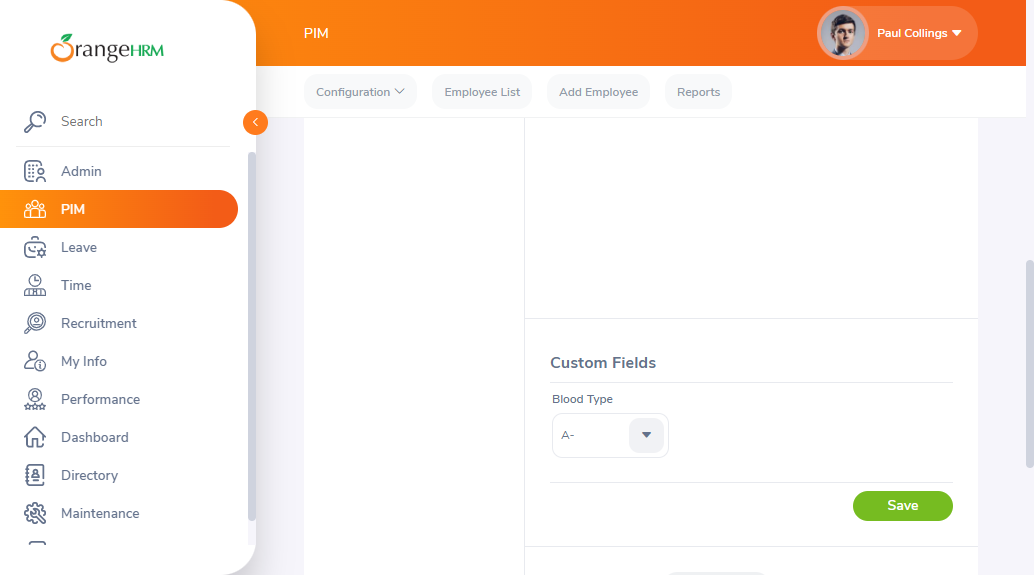 OrangeHRM
Search
Admin
PIM
Leave
Time
Recruitment
My Info
Performance
Dashboard
Directory
Maintenance
PIM
Paul Collings
Configuration
Employee List
Add Employee
Reports
Custom Fields
Blood Type
A-
Save